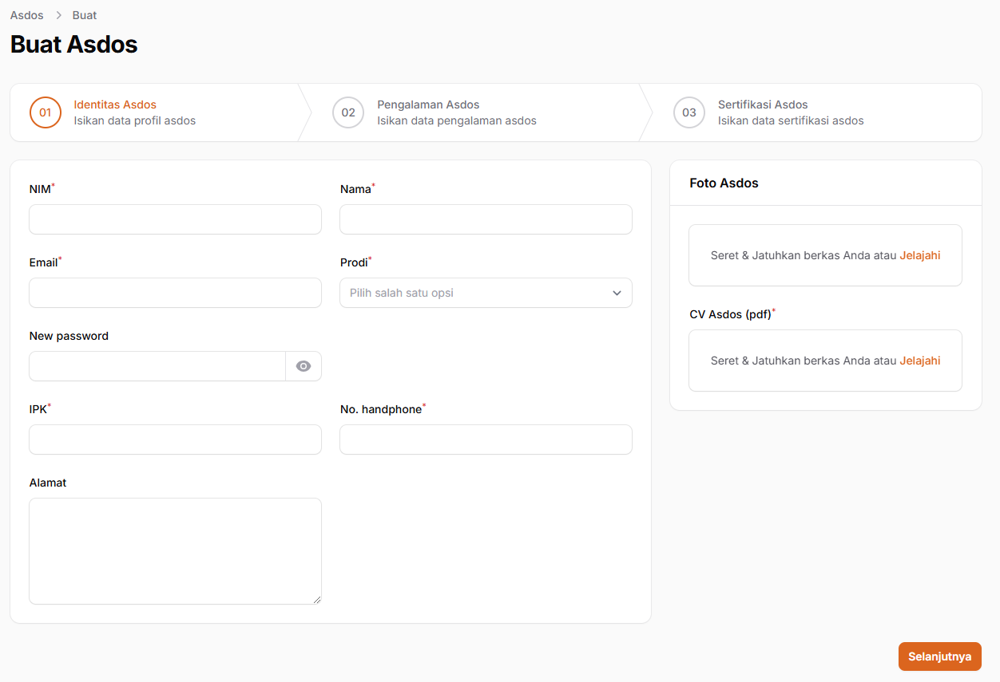 Asdos > Buat
Buat Asdos
01 Identitas Asdos
Isikan data profil asdos
02 Pengalaman Asdos
Isikan data pengalaman asdos
03 Sertifikasi Asdos
Isikan data sertifikasi asdos
NIM*
Nama*
Email*
Prodi*
Pilih salah satu opsi
New password
IPK*
No. handphone*
Alamat
Foto Asdos
Seret & Jatuhkan berkas Anda atau Jelajahi
CV Asdos (pdf)*
Seret & Jatuhkan berkas Anda atau Jelajahi
Selanjutnya